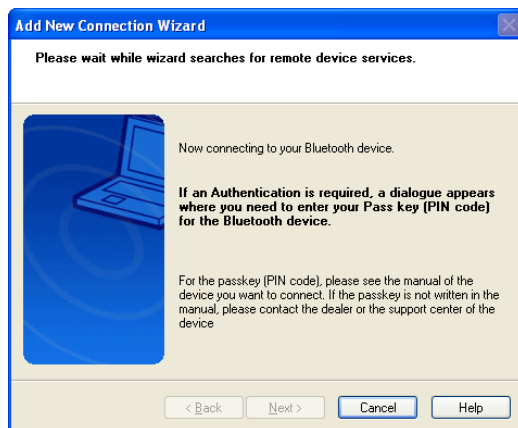 Add New Connection Wizard
Please wait while wizard searches for remote device services.
Now connecting to your Bluetooth device.
If an Authentication is required, a dialogue appears
where you need to enter your Pass key (PIN code)
for the Bluetooth device.
For the passkey (PIN code), please see the manual of the
device you want to connect. If the passkey is not written in the
manual, please contact the dealer or the support center of the
device
< Back Next > Cancel Help